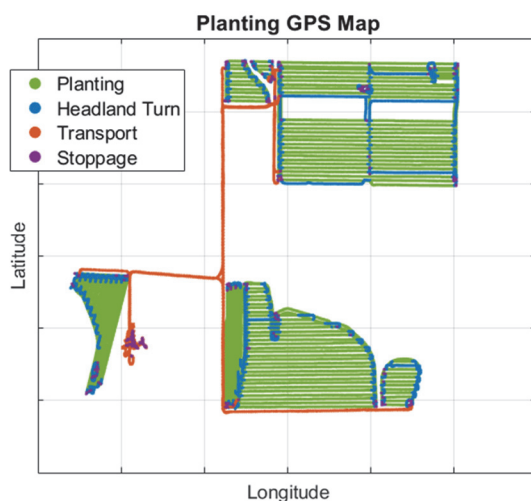 Planting GPS Map
Planting
Headland Turn
Transport
Stoppage
Latitude
Longitude